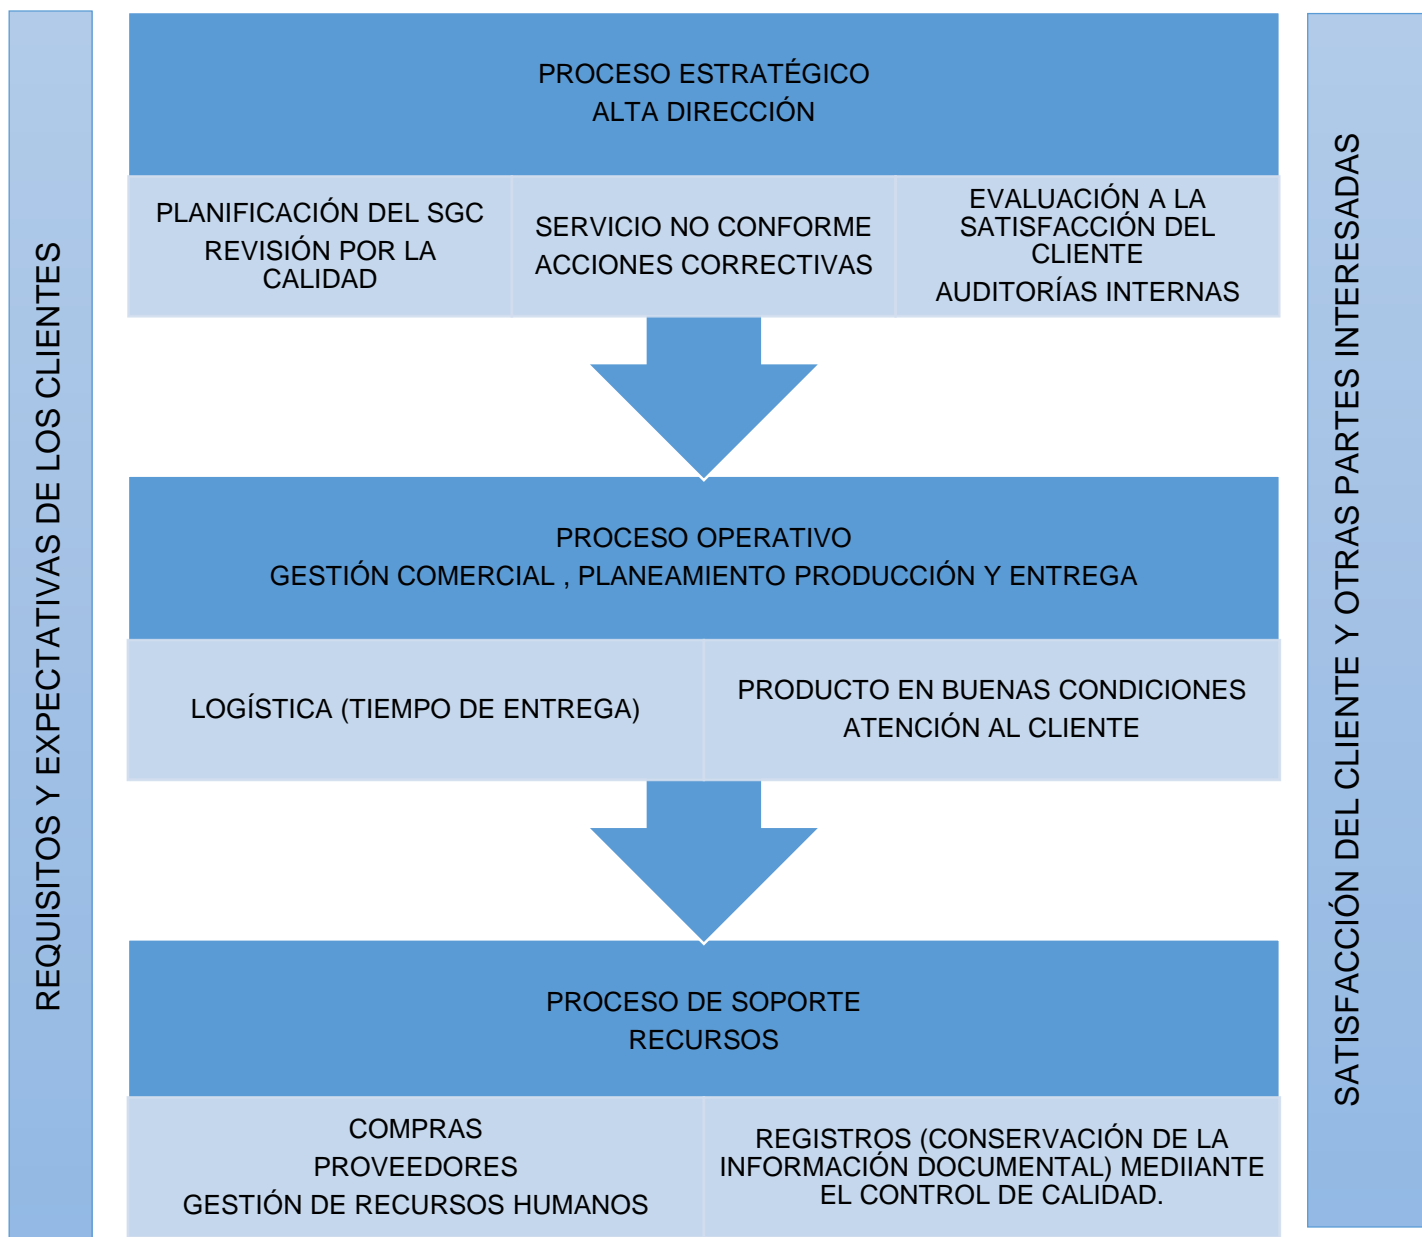 REQUISITOS Y EXPECTATIVAS DE LOS CLIENTES
PROCESO ESTRATÉGICO
ALTA DIRECCIÓN
PLANIFICACIÓN DEL SGC
REVISIÓN POR LA
CALIDAD
SERVICIO NO CONFORME
ACCIONES CORRECTIVAS
EVALUACIÓN A LA
SATISFACCIÓN DEL
CLIENTE
AUDITORÍAS INTERNAS
PROCESO OPERATIVO
GESTIÓN COMERCIAL , PLANEAMIENTO PRODUCCIÓN Y ENTREGA
LOGÍSTICA (TIEMPO DE ENTREGA)
PRODUCTO EN BUENAS CONDICIONES
ATENCIÓN AL CLIENTE
PROCESO DE SOPORTE
RECURSOS
COMPRAS
PROVEEDORES
GESTIÓN DE RECURSOS HUMANOS
REGISTROS (CONSERVACIÓN DE LA
INFORMACIÓN DOCUMENTAL) MEDIIANTE
EL CONTROL DE CALIDAD.
SATISFACCIÓN DEL CLIENTE Y OTRAS PARTES INTERESADAS